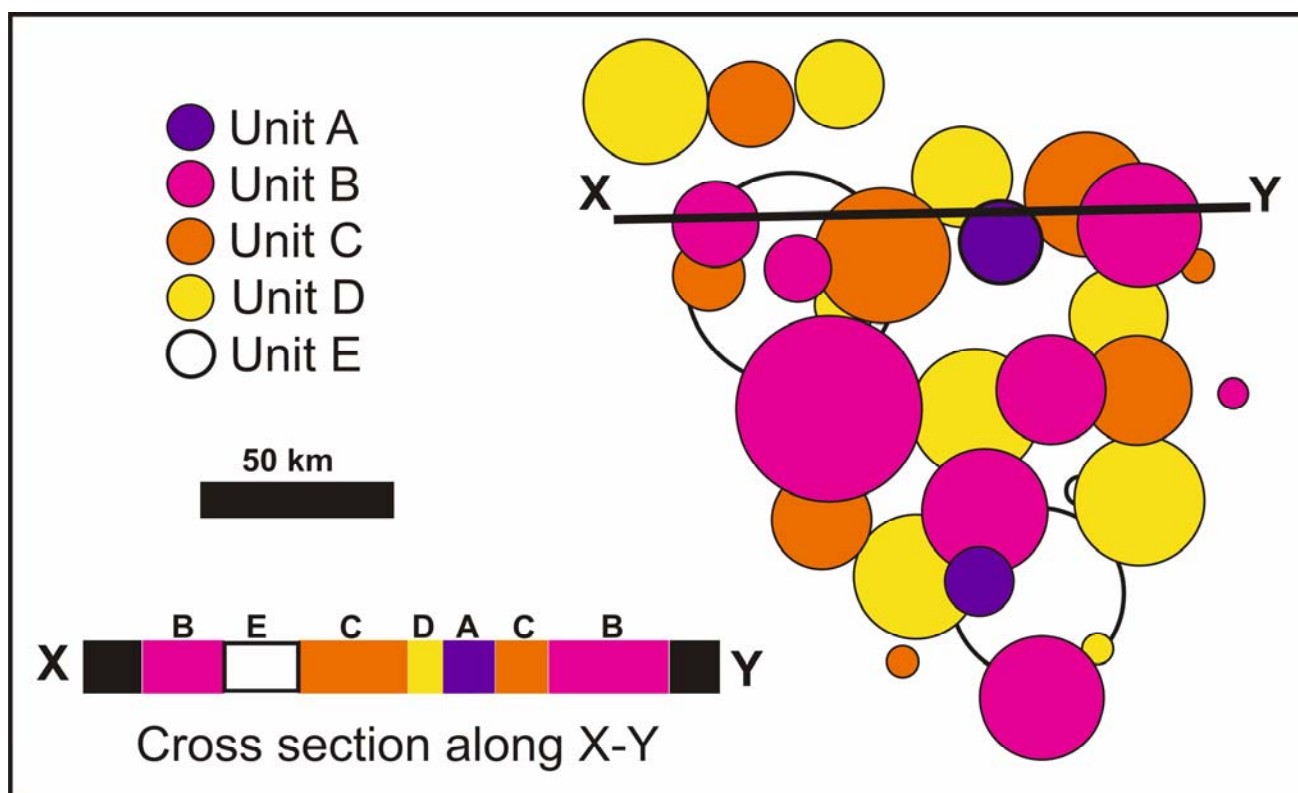 Unit A
Unit B
Unit C
Unit D
Unit E
50 km
X Y
B E C D A C B
X Y
Cross section along X-Y